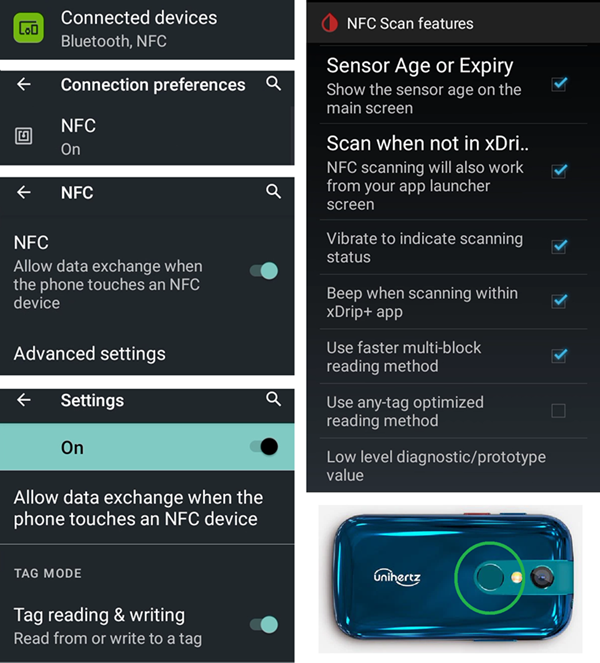 Connected devices
Bluetooth, NFC
Connection preferences
NFC
On
NFC
NFC
Allow data exchange when
the phone touches an NFC
device
Advanced settings
Settings
On
Allow data exchange when the
phone touches an NFC device
TAG MODE
Tag reading & writing
Read from or write to a tag
NFC Scan features
Sensor Age or Expiry
Show the sensor age on the
main screen
Scan when not in xDri..
NFC scanning will also work
from your app launcher
screen
Vibrate to indicate scanning
status
Beep when scanning within
xDrip+ app
Use faster multi-block
reading method
Use any-tag optimized
reading method
Low level diagnostic/prototype
value
unihertz